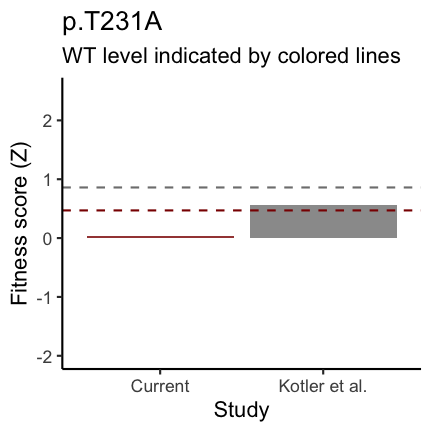 p.T231A
WT level indicated by colored lines
Fitness score (Z)
2
1
0
-1
-2
Current
Kotler et al.
Study